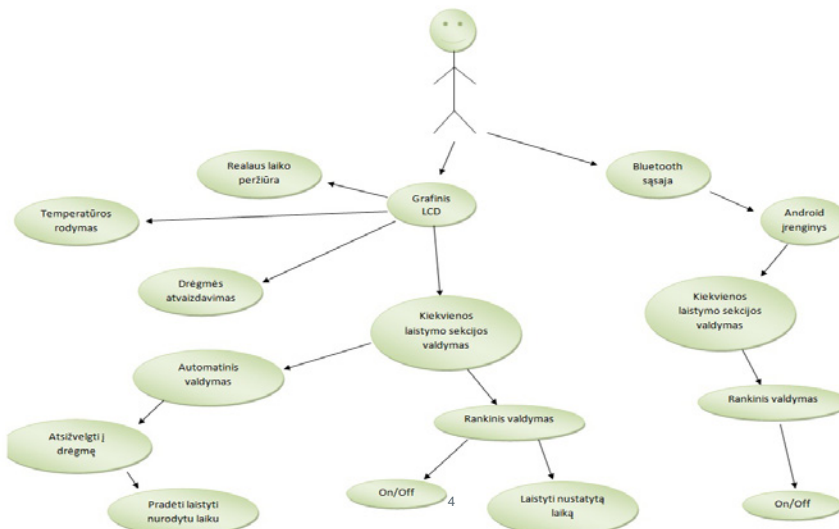 Realaus laiko
peržiūra
Bluetooth
sąsaja
Grafinis
LCD
Temperatūros
rodymas
Android
įrenginys
Drėgmės
atvaizdavimas
Kiekvienos
laistymo sekcijos
valdymas
Kiekvienos
laistymo sekcijos
valdymas
Automatinis
valdymas
Rankinis valdymas
Rankinis valdymas
Atsižvelgti į
drėgmę
On/Off
4
Laistyti nustatytą
laiką
On/Off
Pradėti laistyti
nurodytu laiku